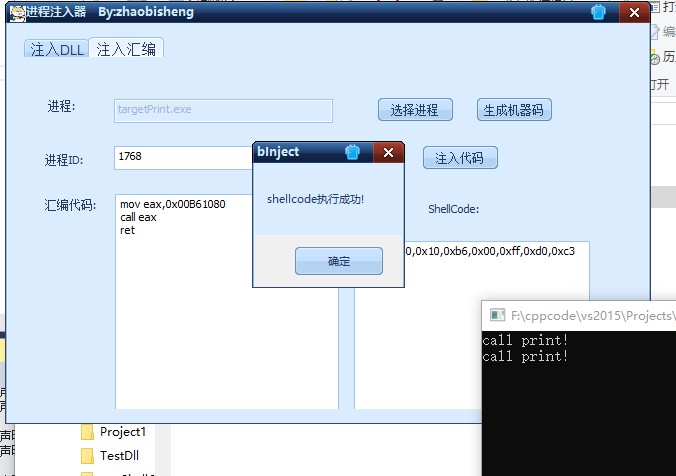 进程注入器 By:zhaobisheng
注入DLL 注入汇编
进程: targetPrint.exe 选择进程 生成机器码
进程ID: 1768 注入代码
bInject
shellcode执行成功!
确定
汇编代码: ShellCode:
mov eax,0x00B61080
call eax
ret
0,0x10,0xb6,0x00,0xff,0xd0,0xc3
F:\cppcode\vs2015\Projects\
call print!
call print!
Project1
TestDll
打开